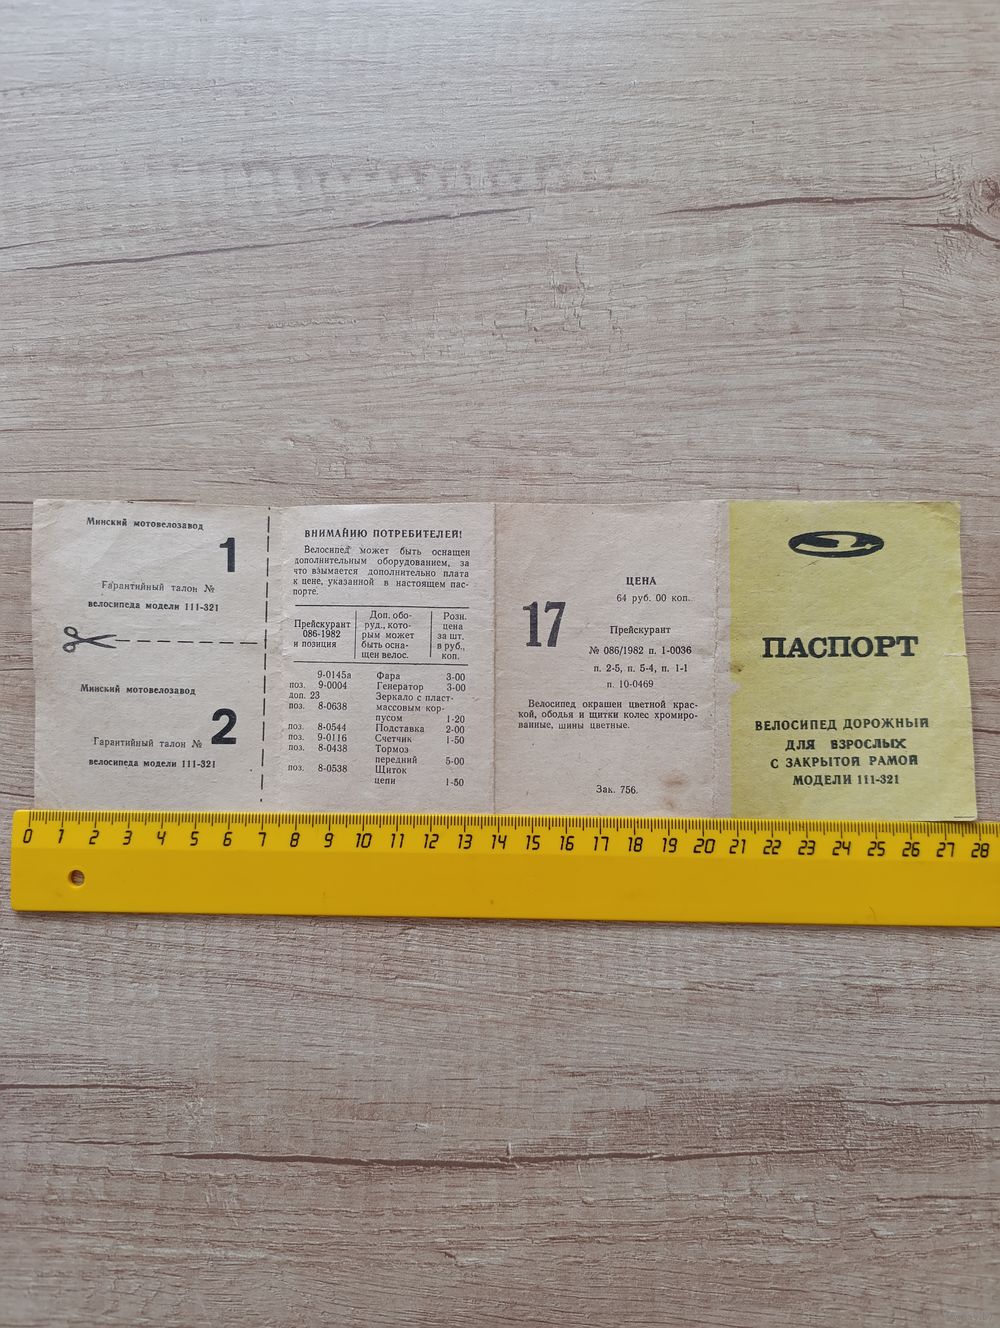 Минский мотовелозавод
1
Гарантийный талон №
велосипеда модели 111-321
Минский мотовелозавод
2
Гарантийный талон №
велосипеда модели 111-321
ВНИМАНИЮ ПОТРЕБИТЕЛЕЙ!
Велосипед может быть оснащен
дополнительным оборудованием, за
что взымается дополнительно плата
к цене, указанной в настоящем пас-
порте.
Прейскурант
086-1982
и позиция
Доп. обо-
руд., кото-
рым может
быть осна-
щен велос.
Розн.
цена
за шт.
в руб.,
коп.
9-0145а Фара 3-00
поз. 9-0004 Генератор 3-00
доп. 23 Зеркало с пласт-
поз. 8-0638 массовым кор-
пусом 1-20
поз. 8-0544 Подставка 2-00
поз. 9-0116 Счетчик 1-50
поз. 8-0438 Тормоз
передний 5-00
поз. 8-0538 Щиток
цепи 1-50
17
ЦЕНА
64 руб. 00 коп.
Прейскурант
№ 086/1982 п. 1-0036
п. 2-5, п. 5-4, п. 1-1
п. 10-0469
Велосипед окрашен цветной крас-
кой, ободья и щитки колес хромиро-
ванные, шины цветные.
Зак. 756.
ПАСПОРТ
ВЕЛОСИПЕД ДОРОЖНЫЙ
ДЛЯ ВЗРОСЛЫХ
С ЗАКРЫТОЙ РАМОЙ
МОДЕЛИ 111-321
0 1 2 3 4 5 6 7 8 9 10 11 12 13 14 15 16 17 18 19 20 21 22 23 24 25 26 27 28